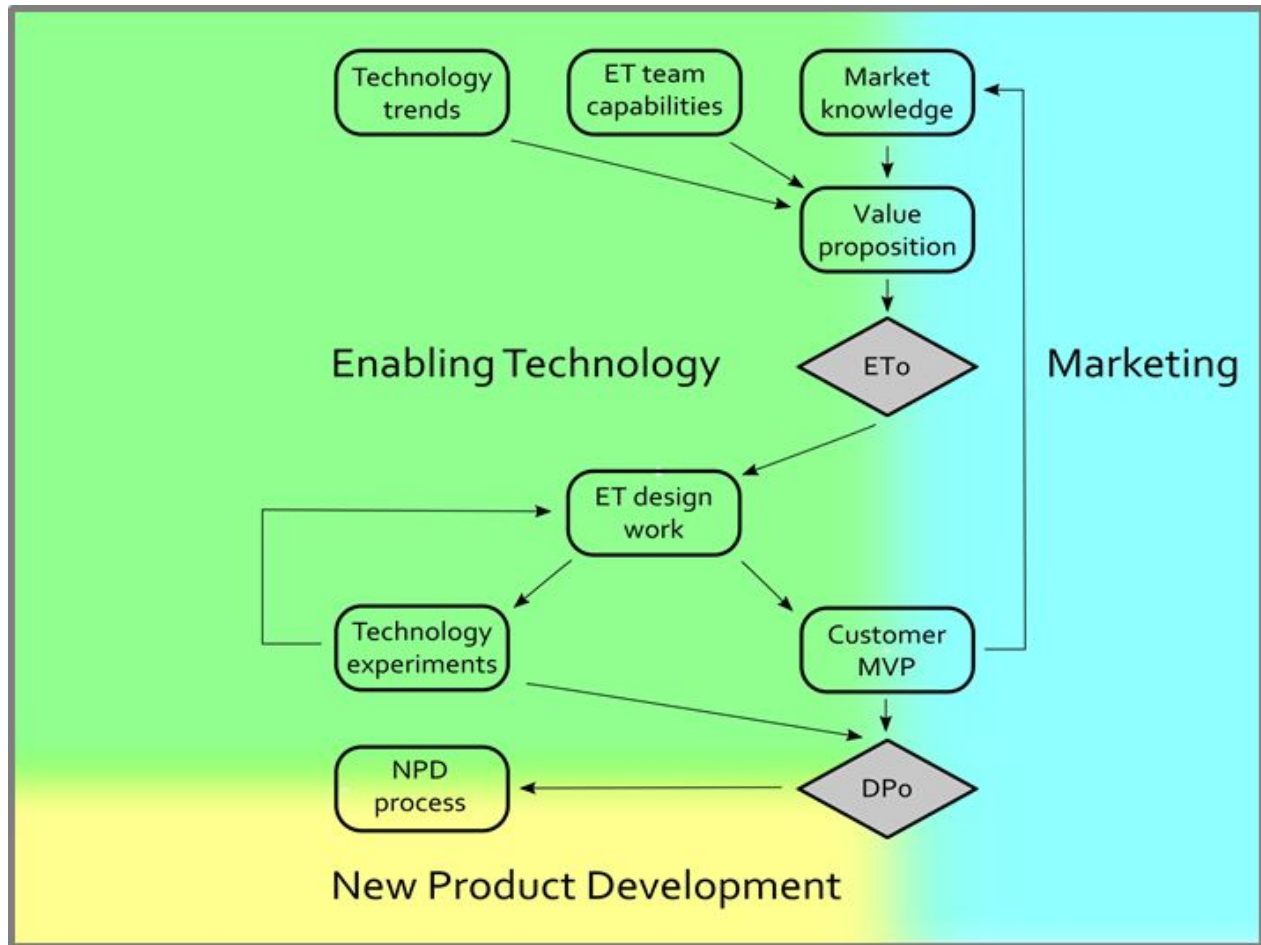 Technology
trends
ET team
capabilities
Market
knowledge
Value
proposition
Enabling Technology
ETo
Marketing
ET design
work
Technology
experiments
Customer
MVP
NPD
process
DPo
New Product Development